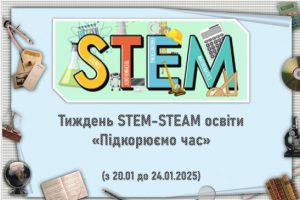 STEM
Тиждень STEM-STEAM освіти
«Підкорюємо час»
(з 20.01 до 24.01.2025)